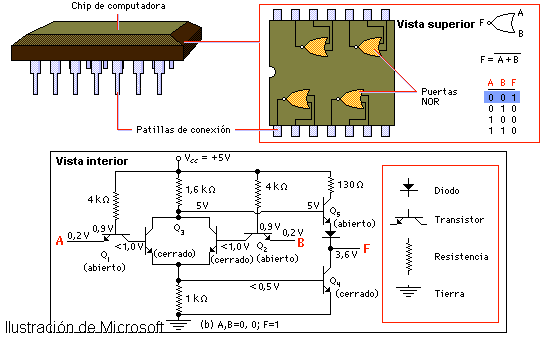 Chip de computadora
Patillas de conexión
Vista superior
Puertas
NOR
F
A
B
F = A + B
A B F
0 0 1
0 1 0
1 0 0
1 1 0
Vista interior
Vcc = +5V
4 kΩ
1,6 kΩ
4 kΩ
130 Ω
5V
5V
Q5
(abierto)
A
0,2 V
0,9 V
Q3
0,9 V
0,2 V
B
F
3,6 V
<1,0V
(cerrado)
<1,0V
(cerrado)
Q1
(abierto)
Q2
(abierto)
1 kΩ
<0,5V
Q4
(cerrado)
(b) A,B=0, 0; F=1
Diodo
Transistor
Resistencia
Tierra
Ilustración de Microsoft